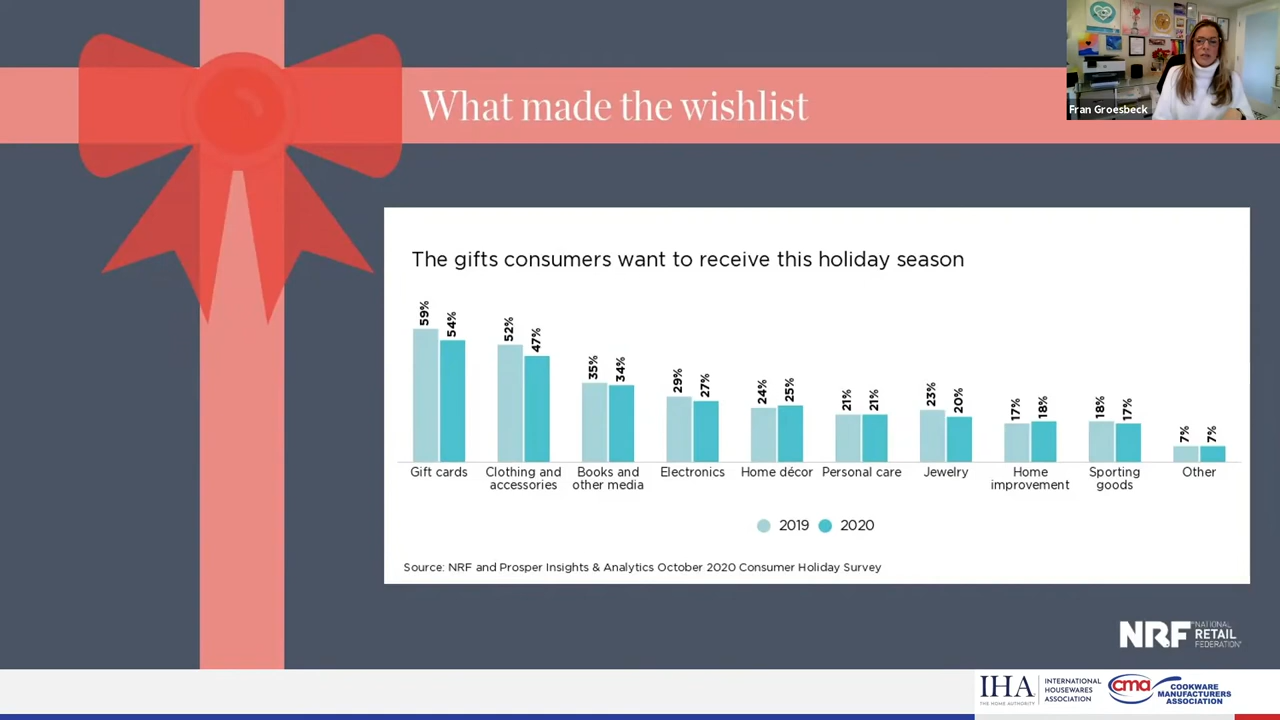 What made the wishlist
Fran Groesbeck
The gifts consumers want to receive this holiday season
59%
54%
52%
47%
35%
34%
29%
27%
24%
25%
21%
21%
23%
20%
17%
18%
18%
17%
7%
7%
Gift cards
Clothing and
accessories
Books and
other media
Electronics
Home décor
Personal care
Jewelry
Home
improvement
Sporting
goods
Other
2019
2020
Source: NRF and Prosper Insights & Analytics October 2020 Consumer Holiday Survey
NRF
NATIONAL
RETAIL
FEDERATION
IHA
THE HOME AUTHORITY
INTERNATIONAL
HOUSEWARES
ASSOCIATION
cma
COOKWARE
MANUFACTURERS
ASSOCIATION